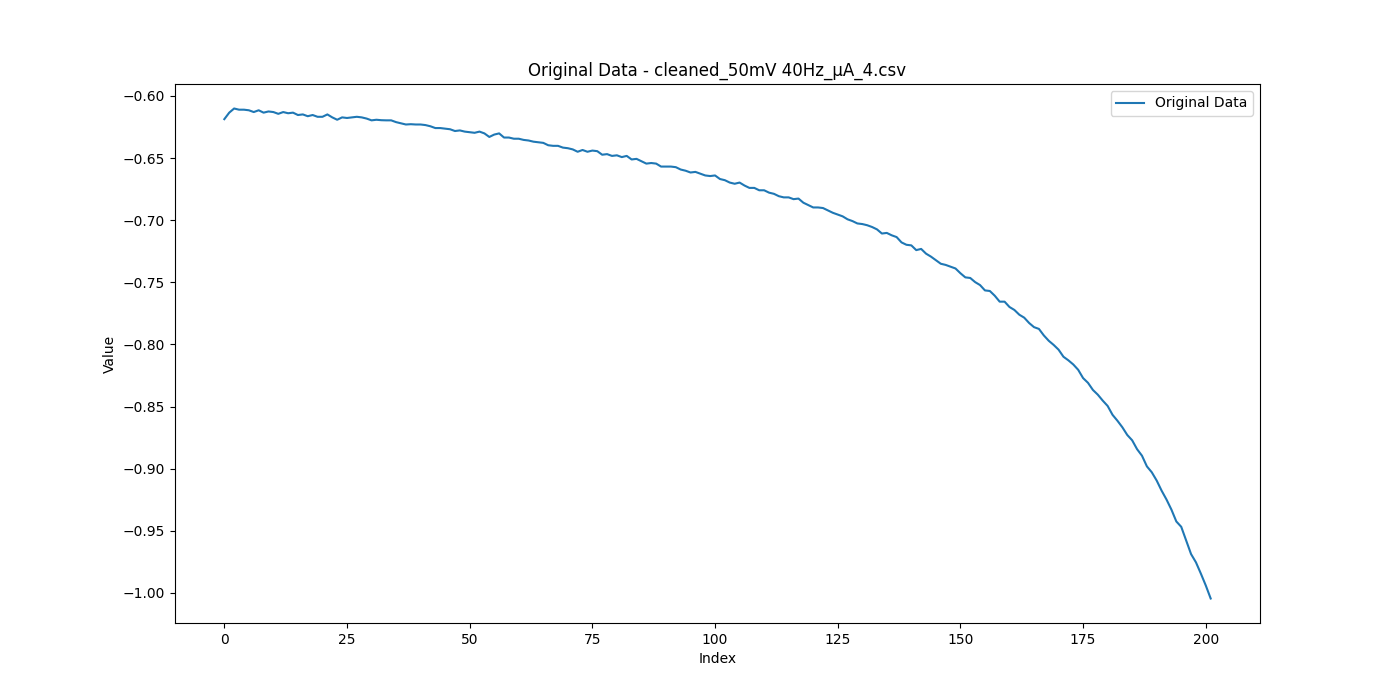 Original Data - cleaned_50mV 40Hz_µA_4.csv
Original Data
−0.60
−0.65
−0.70
−0.75
−0.80
−0.85
−0.90
−0.95
−1.00
Value
0 25 50 75 100 125 150 175 200
Index